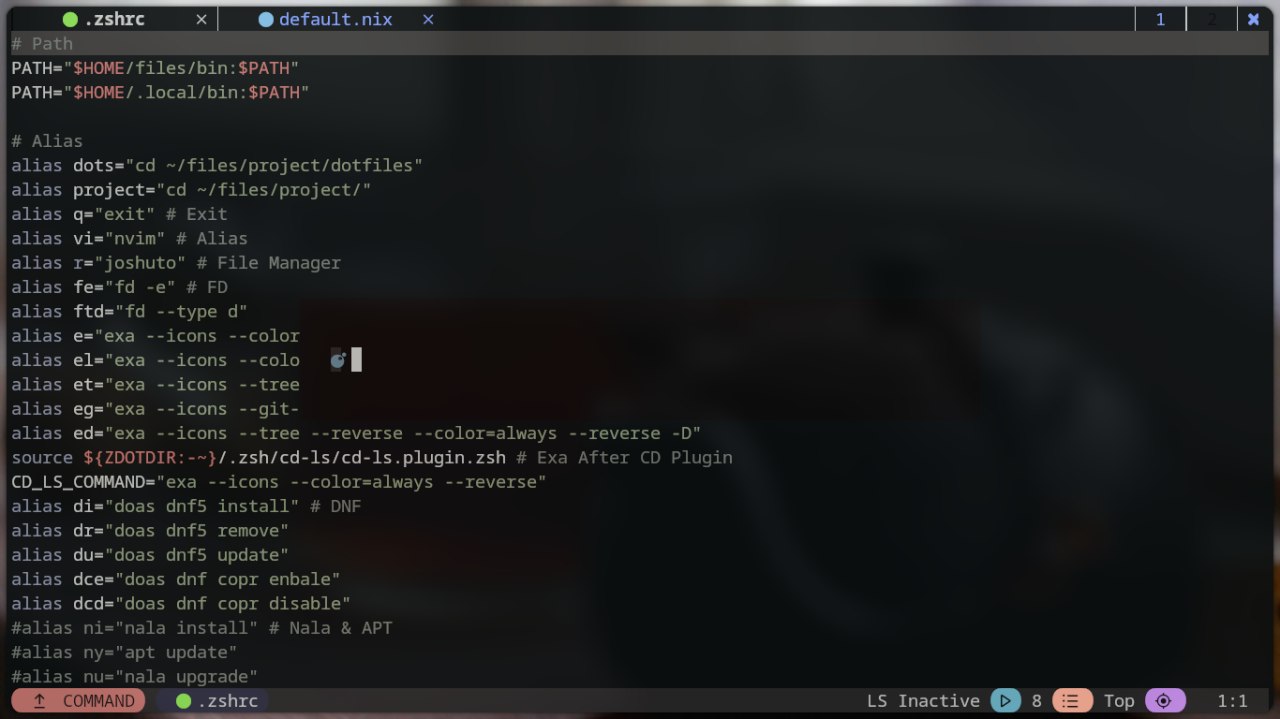 .zshrc × default.nix × 1 2 ×
# Path
PATH="$HOME/files/bin:$PATH"
PATH="$HOME/.local/bin:$PATH"
# Alias
alias dots="cd ~/files/project/dotfiles"
alias project="cd ~/files/project/"
alias q="exit" # Exit
alias vi="nvim" # Alias
alias r="joshuto" # File Manager
alias fe="fd -e" # FD
alias ftd="fd --type d"
alias e="exa --icons --color
alias el="exa --icons --colo
alias et="exa --icons --tree
alias eg="exa --icons --git-
alias ed="exa --icons --tree --reverse --color=always --reverse -D"
source ${ZDOTDIR:-~}/.zsh/cd-ls/cd-ls.plugin.zsh # Exa After CD Plugin
CD_LS_COMMAND="exa --icons --color=always --reverse"
alias di="doas dnf5 install" # DNF
alias dr="doas dnf5 remove"
alias du="doas dnf5 update"
alias dce="doas dnf copr enbale"
alias dcd="doas dnf copr disable"
#alias ni="nala install" # Nala & APT
#alias ny="apt update"
#alias nu="nala upgrade"
COMMAND .zshrc LS Inactive 8 Top 1:1